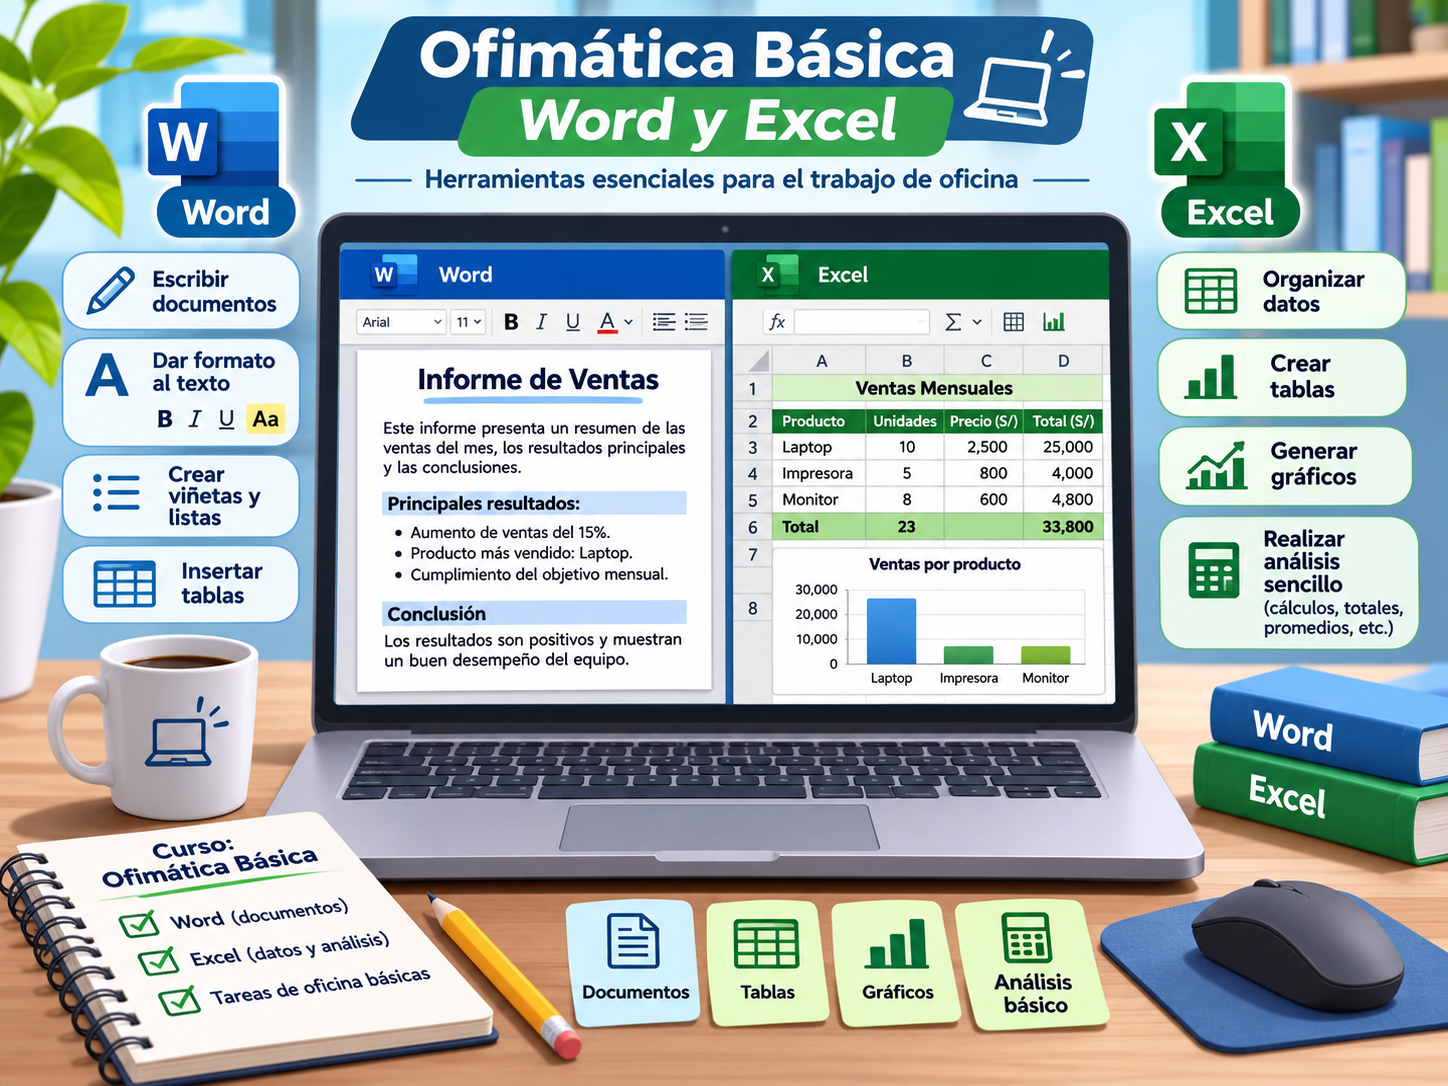 Ofimática Básica
Word y Excel
Herramientas esenciales para el trabajo de oficina
W
Word
Escribir
documentos
A
Dar formato
al texto
B I U Aa
Crear
viñetas y
listas
Insertar
tablas
W Word
Arial 11 B I U A
Informe de Ventas
Este informe presenta un resumen de las
ventas del mes, los resultados principales
y las conclusiones.
Principales resultados:
• Aumento de ventas del 15%.
• Producto más vendido: Laptop.
• Cumplimiento del objetivo mensual.
Conclusión
Los resultados son positivos y muestran
un buen desempeño del equipo.
X Excel
fx Σ
A B C D
1 Ventas Mensuales
2 Producto Unidades Precio (S/) Total (S/)
3 Laptop 10 2,500 25,000
4 Impresora 5 800 4,000
5 Monitor 8 600 4,800
6 Total 23 33,800
7
8
Ventas por producto
30,000
20,000
10,000
0
Laptop Impresora Monitor
X
Excel
Organizar
datos
Crear
tablas
Generar
gráficos
Realizar
análisis
sencillo
(cálculos, totales,
promedios, etc.)
Word
Excel
Curso:
Ofimática Básica
Word (documentos)
Excel (datos y análisis)
Tareas de oficina básicas
Documentos
Tablas
Gráficos
Análisis
básico